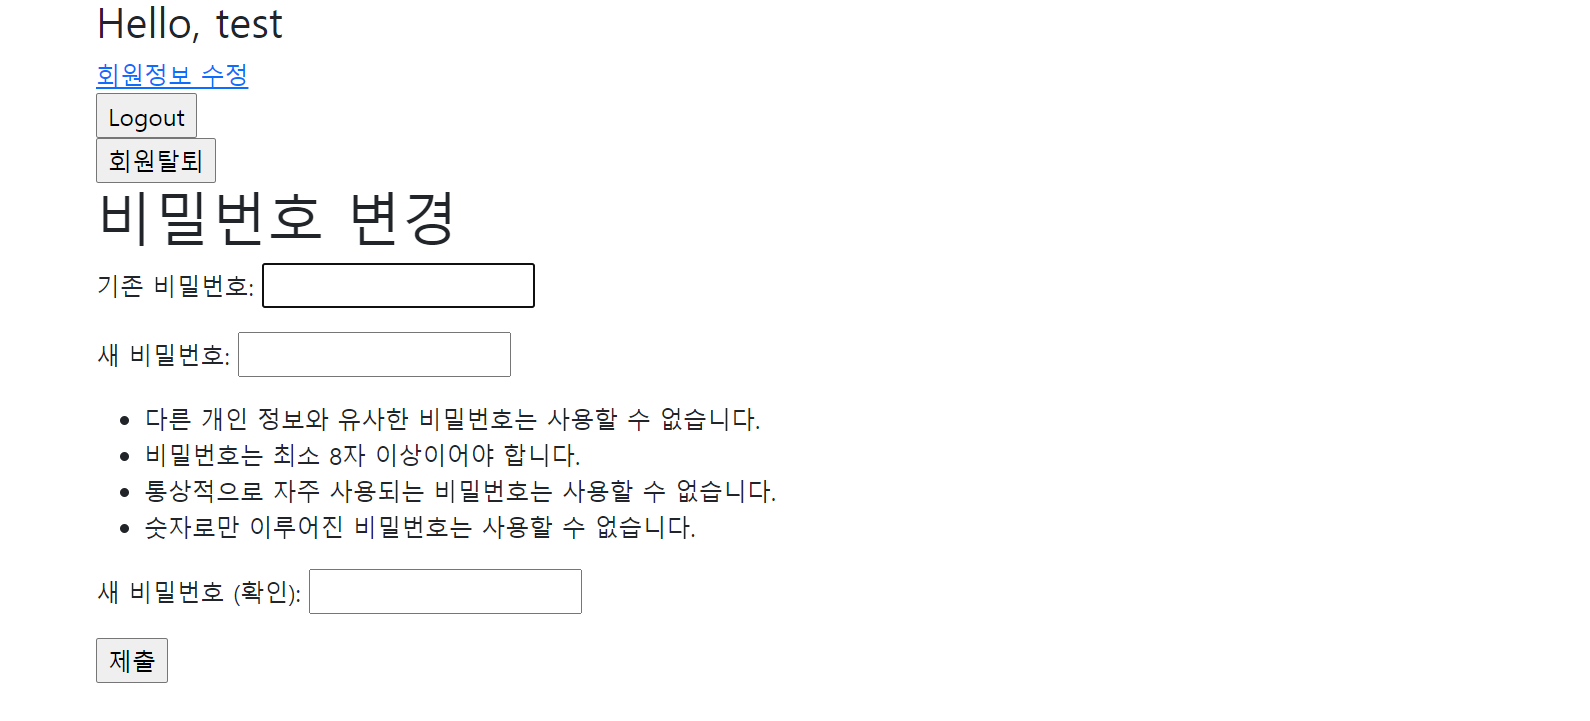 Hello, test
회원정보 수정
Logout
회원탈퇴
비밀번호 변경
기존 비밀번호:
새 비밀번호:
다른 개인 정보와 유사한 비밀번호는 사용할 수 없습니다.
비밀번호는 최소 8자 이상이어야 합니다.
통상적으로 자주 사용되는 비밀번호는 사용할 수 없습니다.
숫자로만 이루어진 비밀번호는 사용할 수 없습니다.
새 비밀번호 (확인):
제출